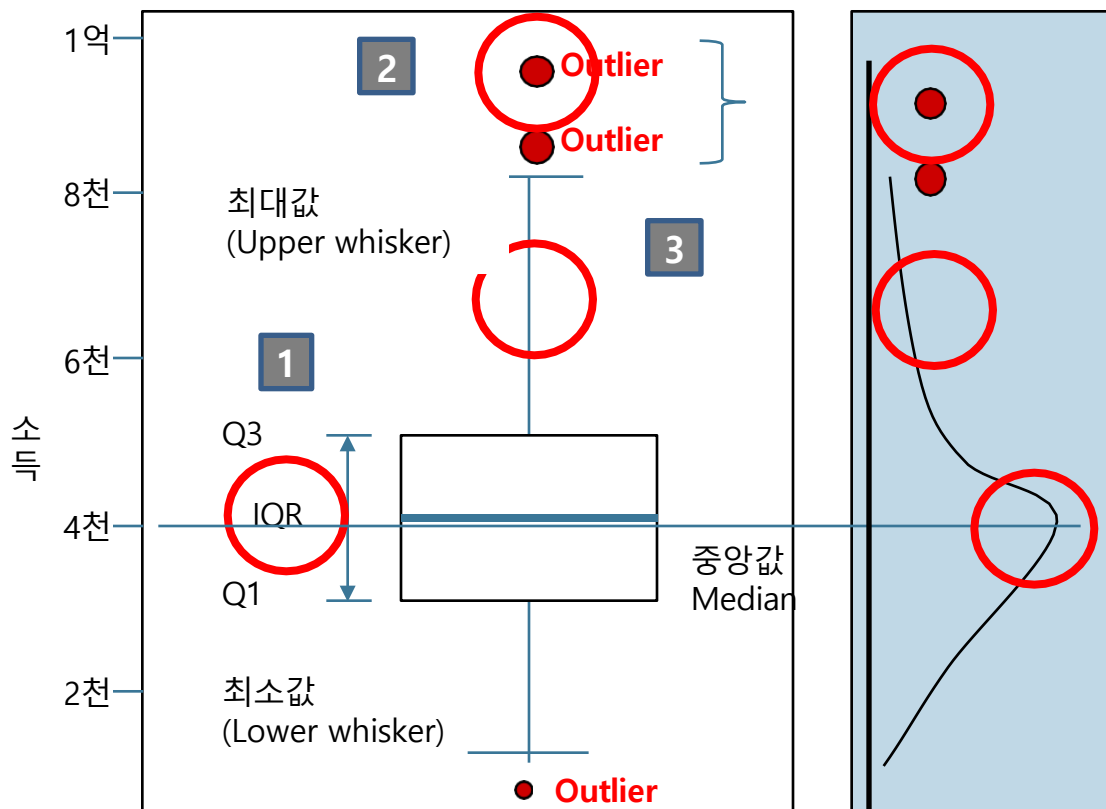 1억
2
Outlier
Outlier
8천
최대값
(Upper whisker)
3
6천
1
소
득
Q3
IQR
4천
Q1
중앙값
Median
2천
최소값
(Lower whisker)
Outlier